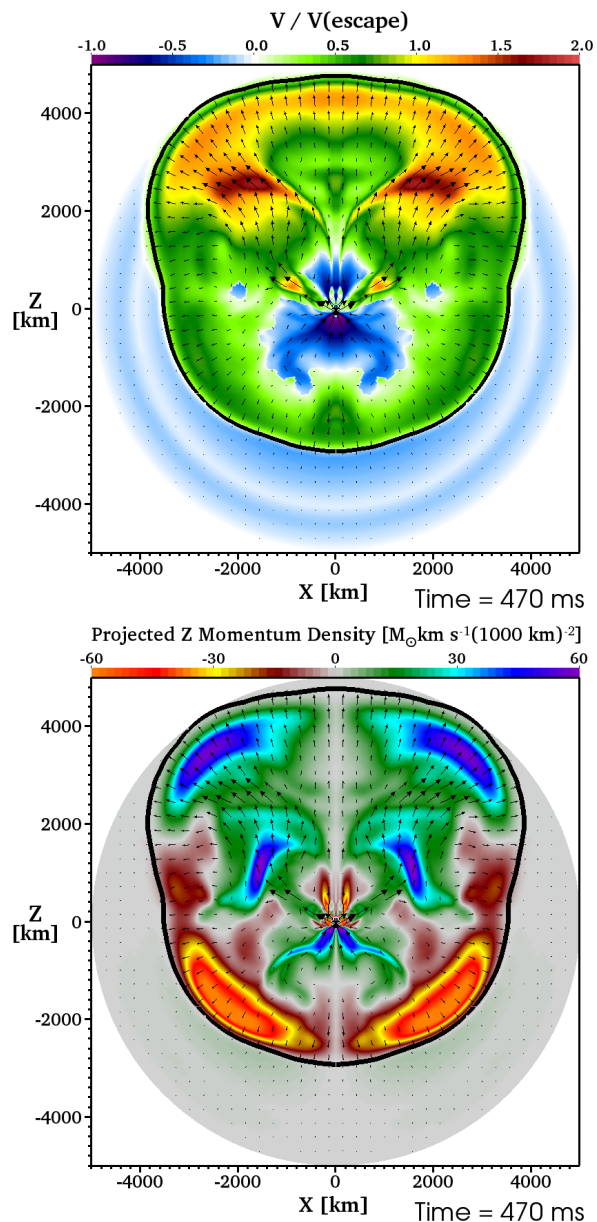 V / V(escape)
-1.0 -0.5 0.0 0.5 1.0 1.5 2.0
4000
2000
Z
[km]
0
-2000
-4000
-4000 -2000 0 2000 4000
X [km]
Time = 470 ms
Projected Z Momentum Density [M☉km s⁻¹(1000 km)⁻²]
-60 -30 0 30 60
4000
2000
Z
[km]
0
-2000
-4000
-4000 -2000 0 2000 4000
X [km]
Time = 470 ms